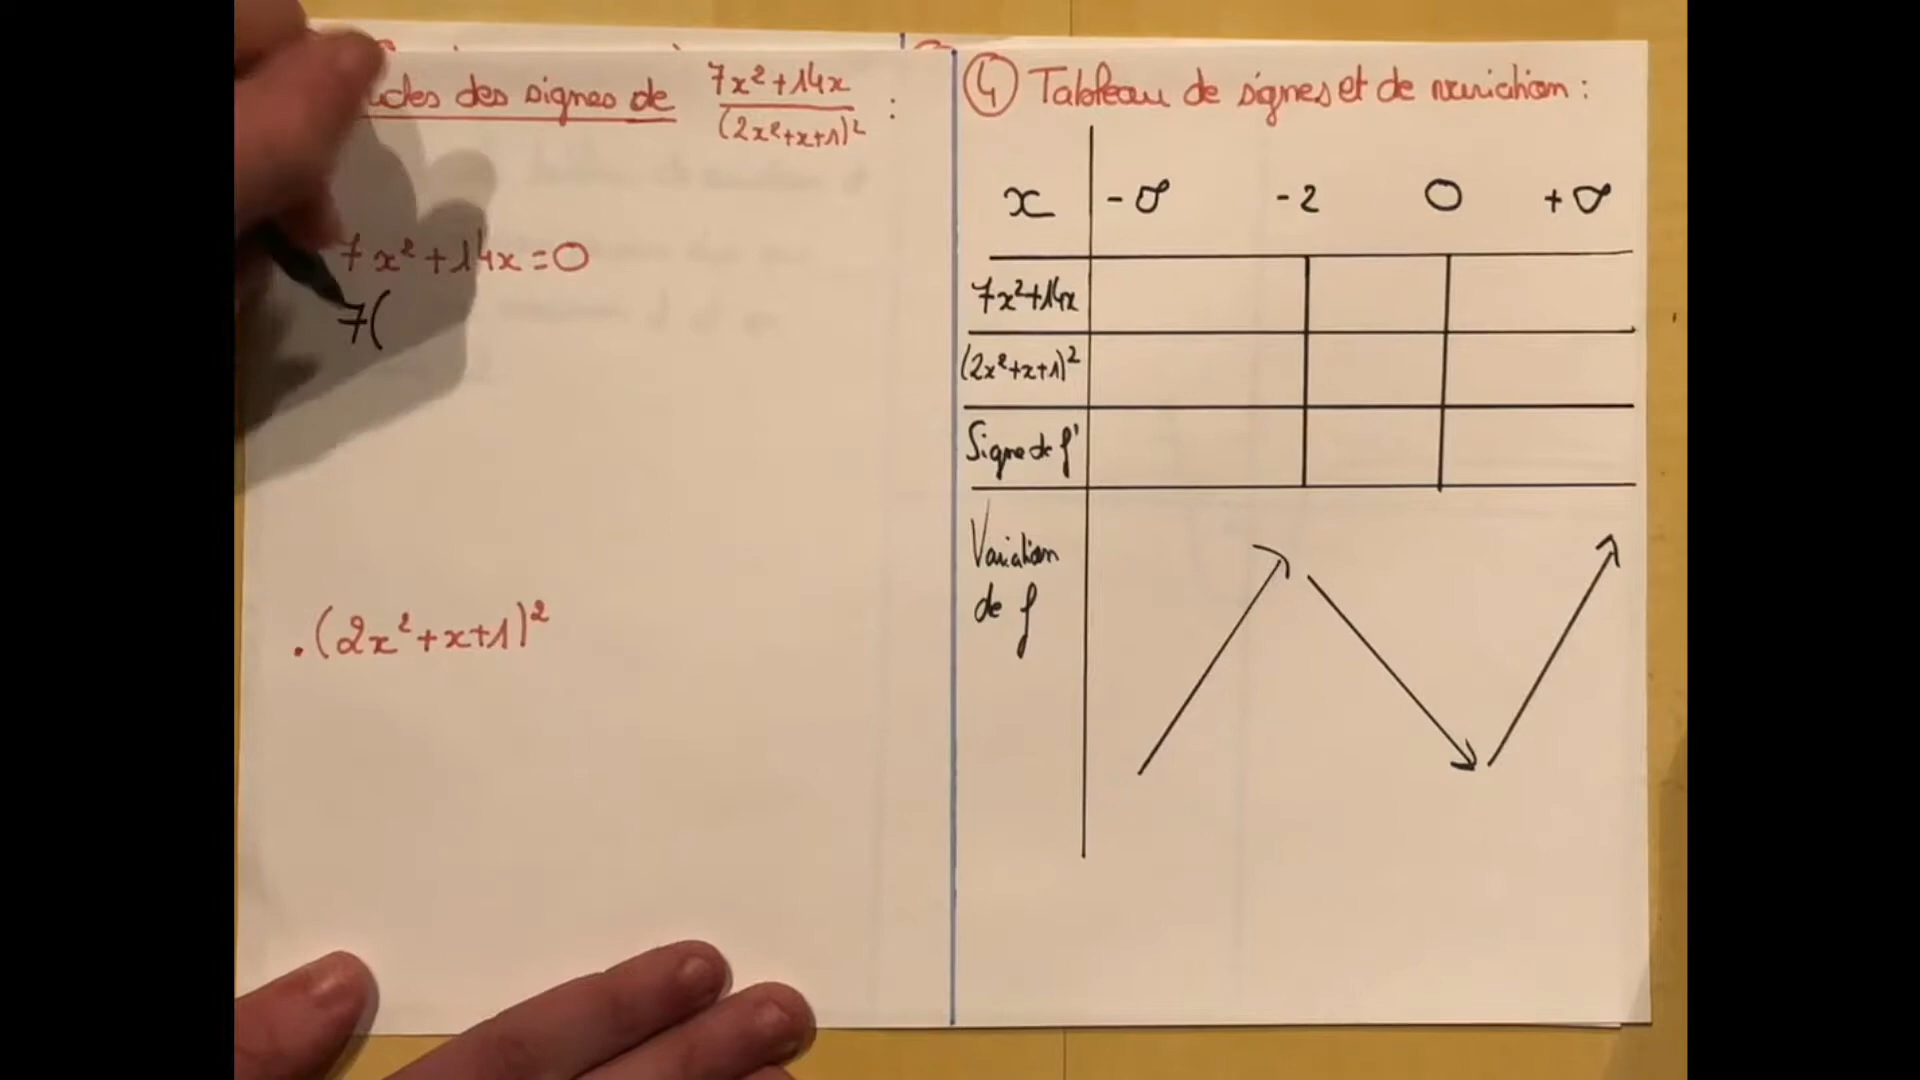 des signes de 7x²+14x / (2x²+x+1)² :
7x²+14x=0
7(
.(2x²+x+1)²
④ Tableau de signes et de variation :
x -∞ -2 0 +∞
7x²+14x
(2x²+x+1)²
Signe de f'
Variation
de f